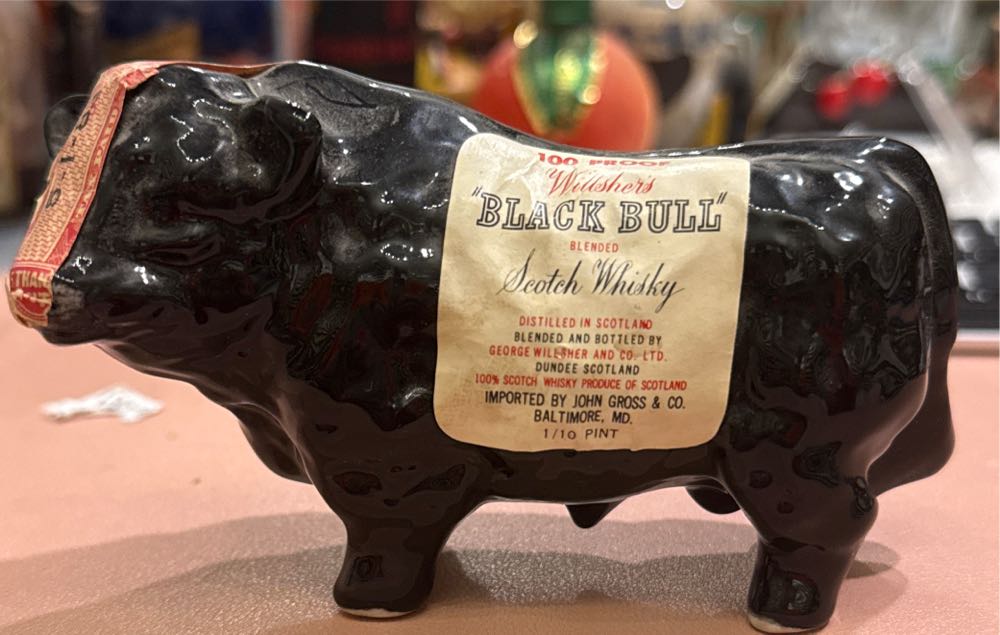 100 PROOF
Willsher's
"BLACK BULL"
BLENDED
Scotch Whisky
DISTILLED IN SCOTLAND
BLENDED AND BOTTLED BY
GEORGE WILLSHER AND CO. LTD.
DUNDEE SCOTLAND
100% SCOTCH WHISKY PRODUCE OF SCOTLAND
IMPORTED BY JOHN GROSS & CO.
BALTIMORE, MD.
1/10 PINT